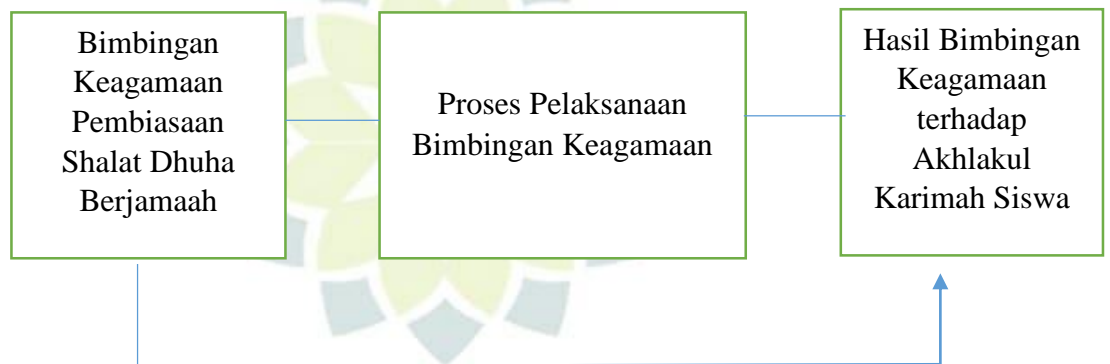 Bimbingan
Keagamaan
Pembiasaan
Shalat Dhuha
Berjamaah
Proses Pelaksanaan
Bimbingan Keagamaan
Hasil Bimbingan
Keagamaan
terhadap
Akhlakul
Karimah Siswa